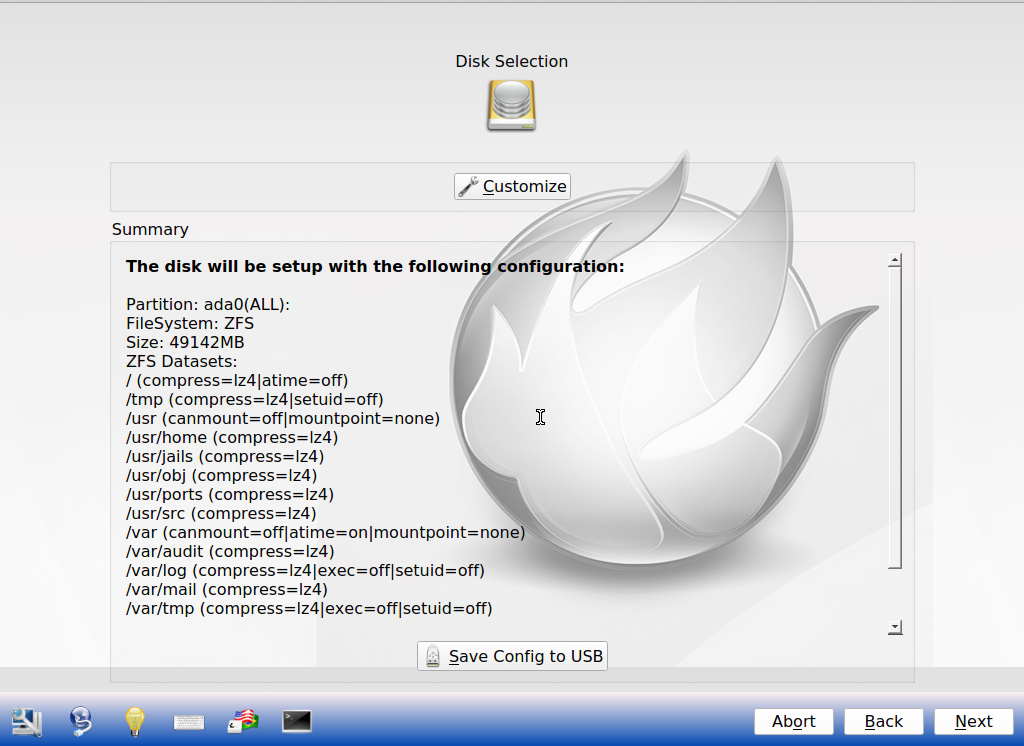 Disk Selection
Customize
Summary
The disk will be setup with the following configuration:
Partition: ada0(ALL):
FileSystem: ZFS
Size: 49142MB
ZFS Datasets:
/ (compress=lz4|atime=off)
/tmp (compress=lz4|setuid=off)
/usr (canmount=off|mountpoint=none)
/usr/home (compress=lz4)
/usr/jails (compress=lz4)
/usr/obj (compress=lz4)
/usr/ports (compress=lz4)
/usr/src (compress=lz4)
/var (canmount=off|atime=on|mountpoint=none)
/var/audit (compress=lz4)
/var/log (compress=lz4|exec=off|setuid=off)
/var/mail (compress=lz4)
/var/tmp (compress=lz4|exec=off|setuid=off)
Save Config to USB
Abort Back Next